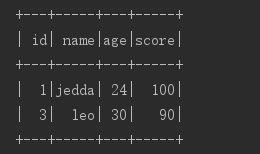 +---+-----+---+-----+
| id| name|age|score|
+---+-----+---+-----+
|  1|jedda| 24|  100|
|  3|  leo| 30|   90|
+---+-----+---+-----+